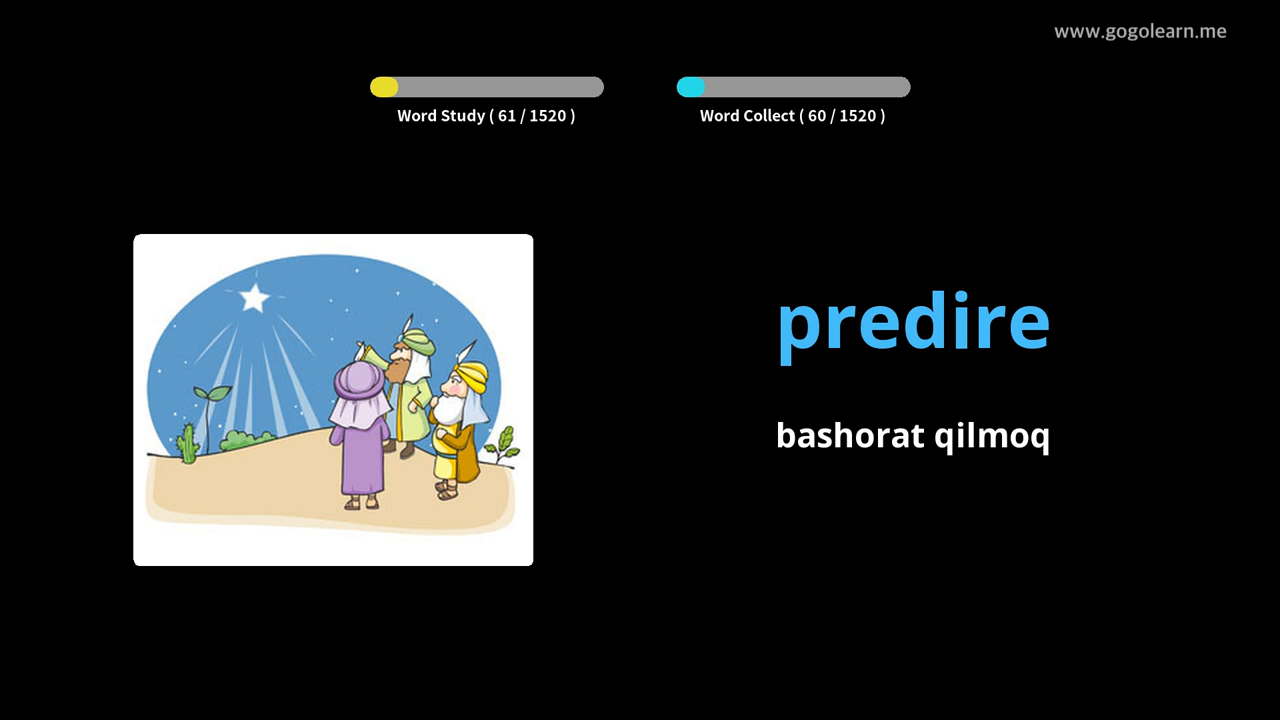 www.gogolearn.me
Word Study ( 61 / 1520 )
Word Collect ( 60 / 1520 )
predire
bashorat qilmoq